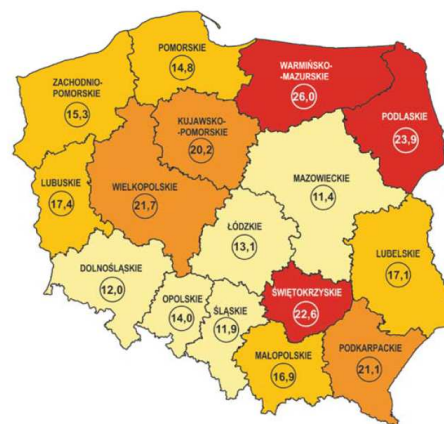 POMORSKIE
14,8
WARMIŃSKO-
-MAZURSKIE
26,0
ZACHODNIO-
POMORSKIE
15,3
PODLASKIE
23,9
KUJAWSKO-
-POMORSKIE
20,2
LUBUSKIE
17,4
WIELKOPOLSKIE
21,7
MAZOWIECKIE
11,4
ŁÓDZKIE
13,1
LUBELSKIE
17,1
DOLNOŚLĄSKIE
12,0
OPOLSKIE
14,0
ŚLĄSKIE
11,9
ŚWIĘTOKRZYSKIE
22,6
MAŁOPOLSKIE
16,9
PODKARPACKIE
21,1